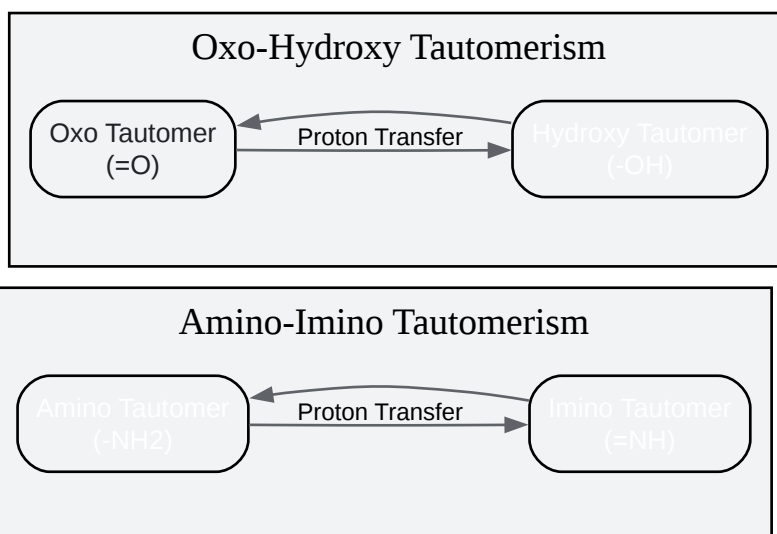 Oxo-Hydroxy Tautomerism
Oxo Tautomer
(=O)
Proton Transfer
Hydroxy Tautomer
(-OH)
Amino-Imino Tautomerism
Amino Tautomer
(-NH2)
Proton Transfer
Imino Tautomer
(=NH)